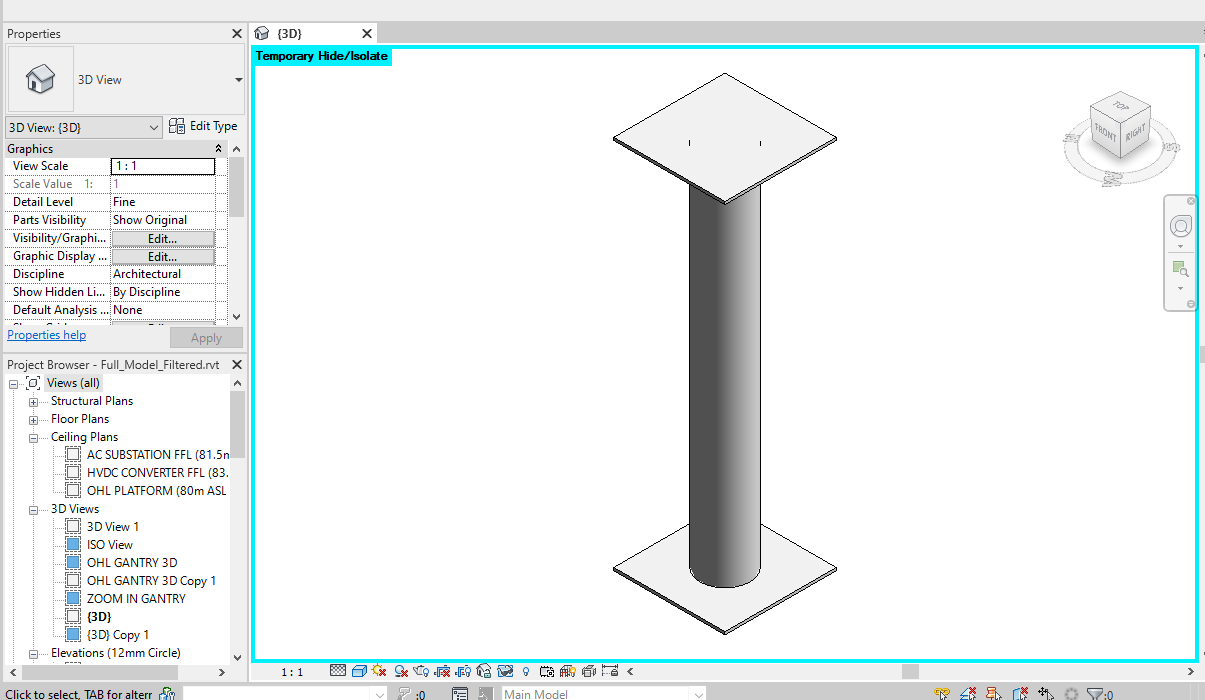 Properties
{3D}
Temporary Hide/Isolate
3D View
3D View: {3D}
Edit Type
Graphics
View Scale 1 : 1
Scale Value 1: 1
Detail Level Fine
Parts Visibility Show Original
Visibility/Graphi... Edit...
Graphic Display ... Edit...
Discipline Architectural
Show Hidden Li... By Discipline
Default Analysis ... None
Properties help
Apply
Project Browser - Full_Model_Filtered.rvt
Views (all)
Structural Plans
Floor Plans
Ceiling Plans
AC SUBSTATION FFL (81.5m
HVDC CONVERTER FFL (83.
OHL PLATFORM (80m ASL
3D Views
3D View 1
ISO View
OHL GANTRY 3D
OHL GANTRY 3D Copy 1
ZOOM IN GANTRY
{3D}
{3D} Copy 1
Elevations (12mm Circle)
TOP
FRONT
RIGHT
1 : 1
Click to select, TAB for altern
:0
Main Model
:0